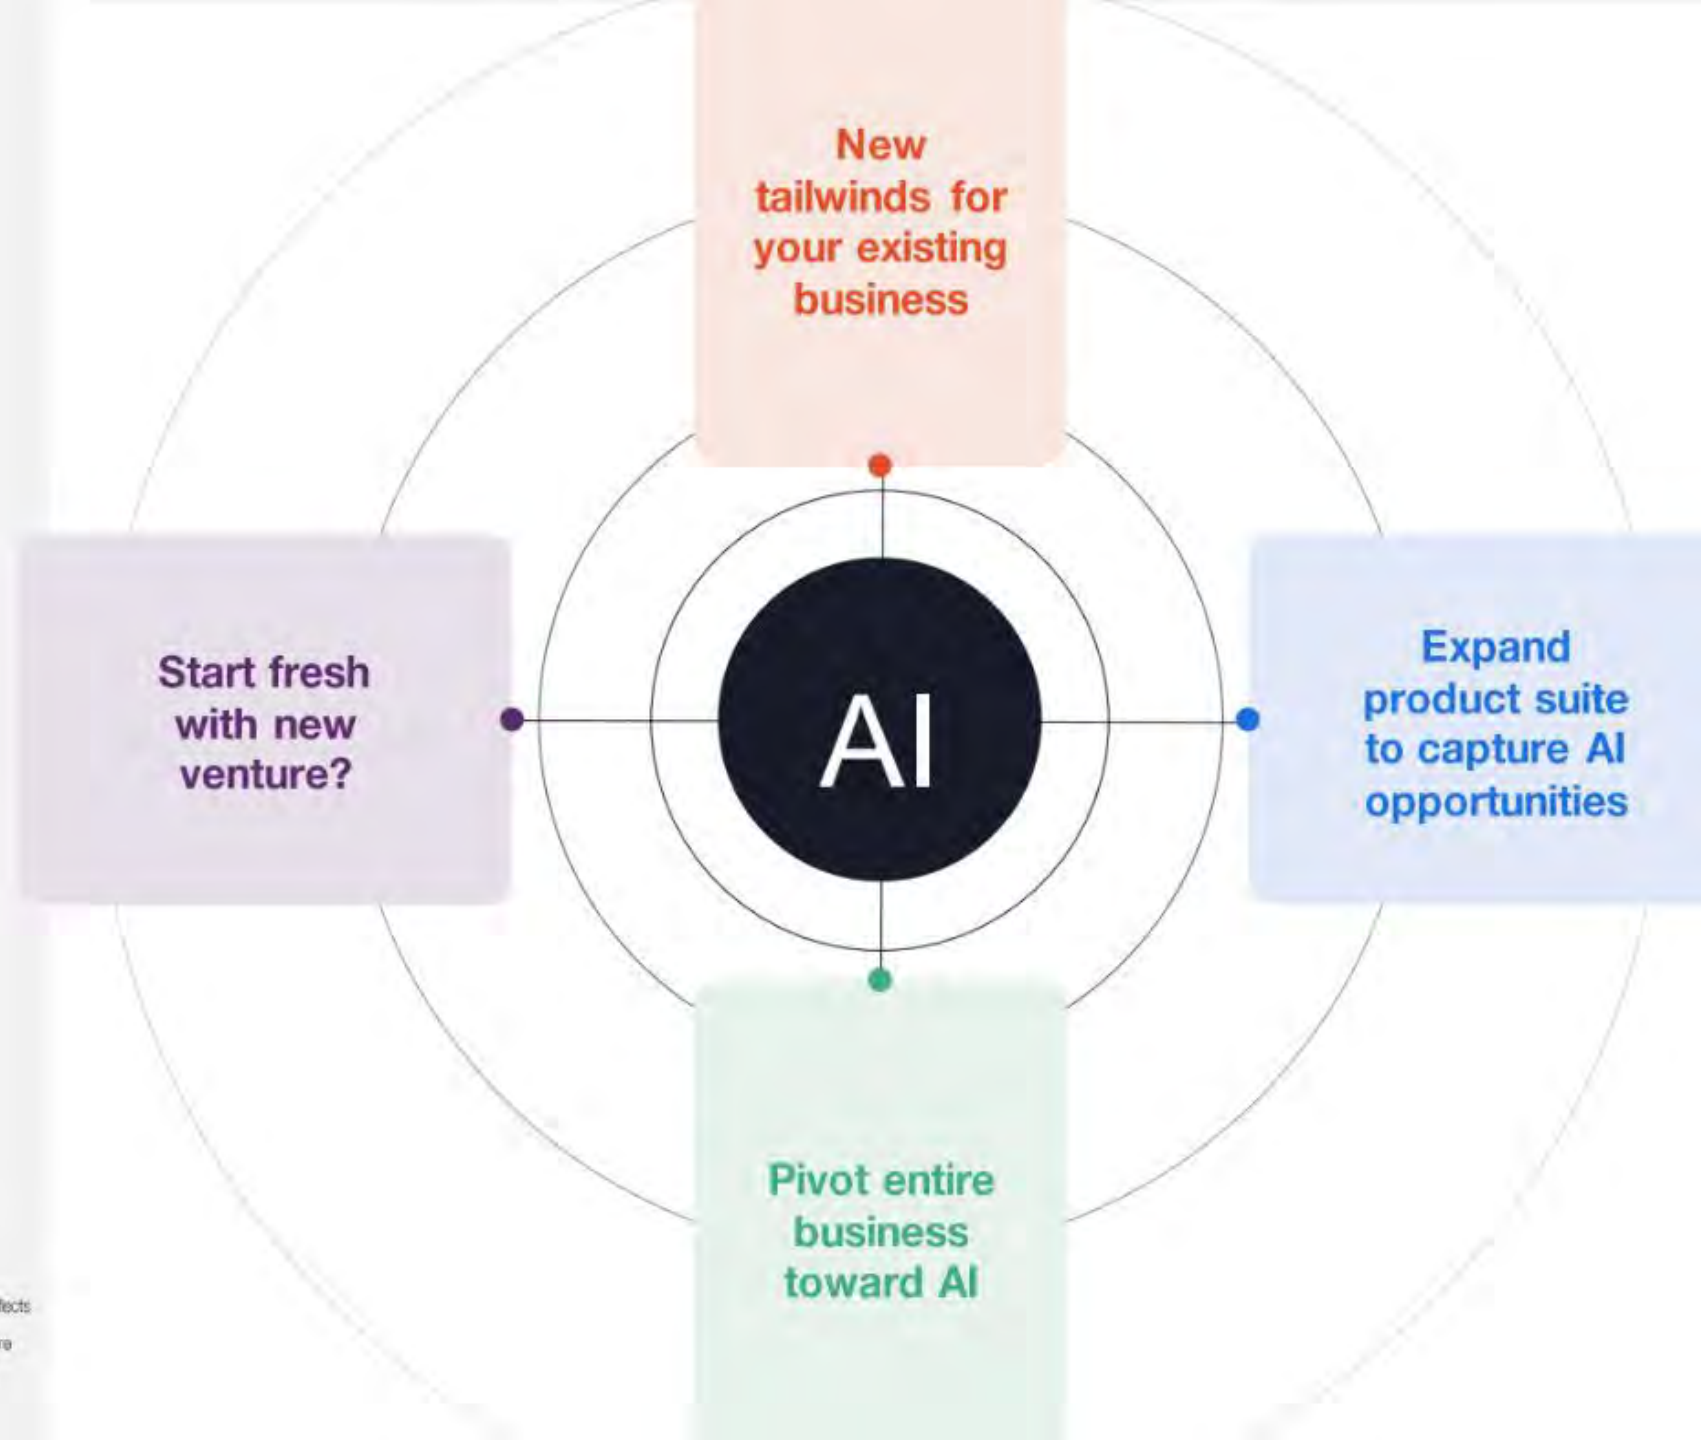 New
tailwinds for
your existing
business
Start fresh
with new
venture?
AI
Expand
product suite
to capture AI
opportunities
Pivot entire
business
toward AI